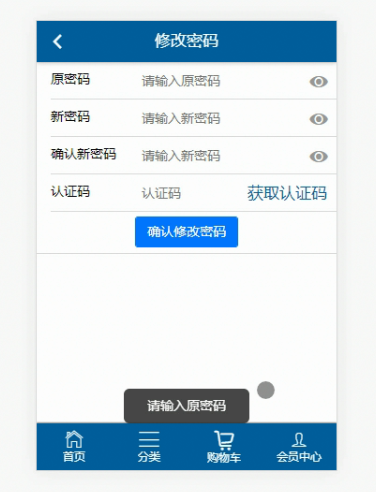 修改密码
原密码 请输入原密码
新密码 请输入新密码
确认新密码 请输入新密码
认证码 认证码 获取认证码
确认修改密码
请输入原密码
首页 分类 购物车 会员中心